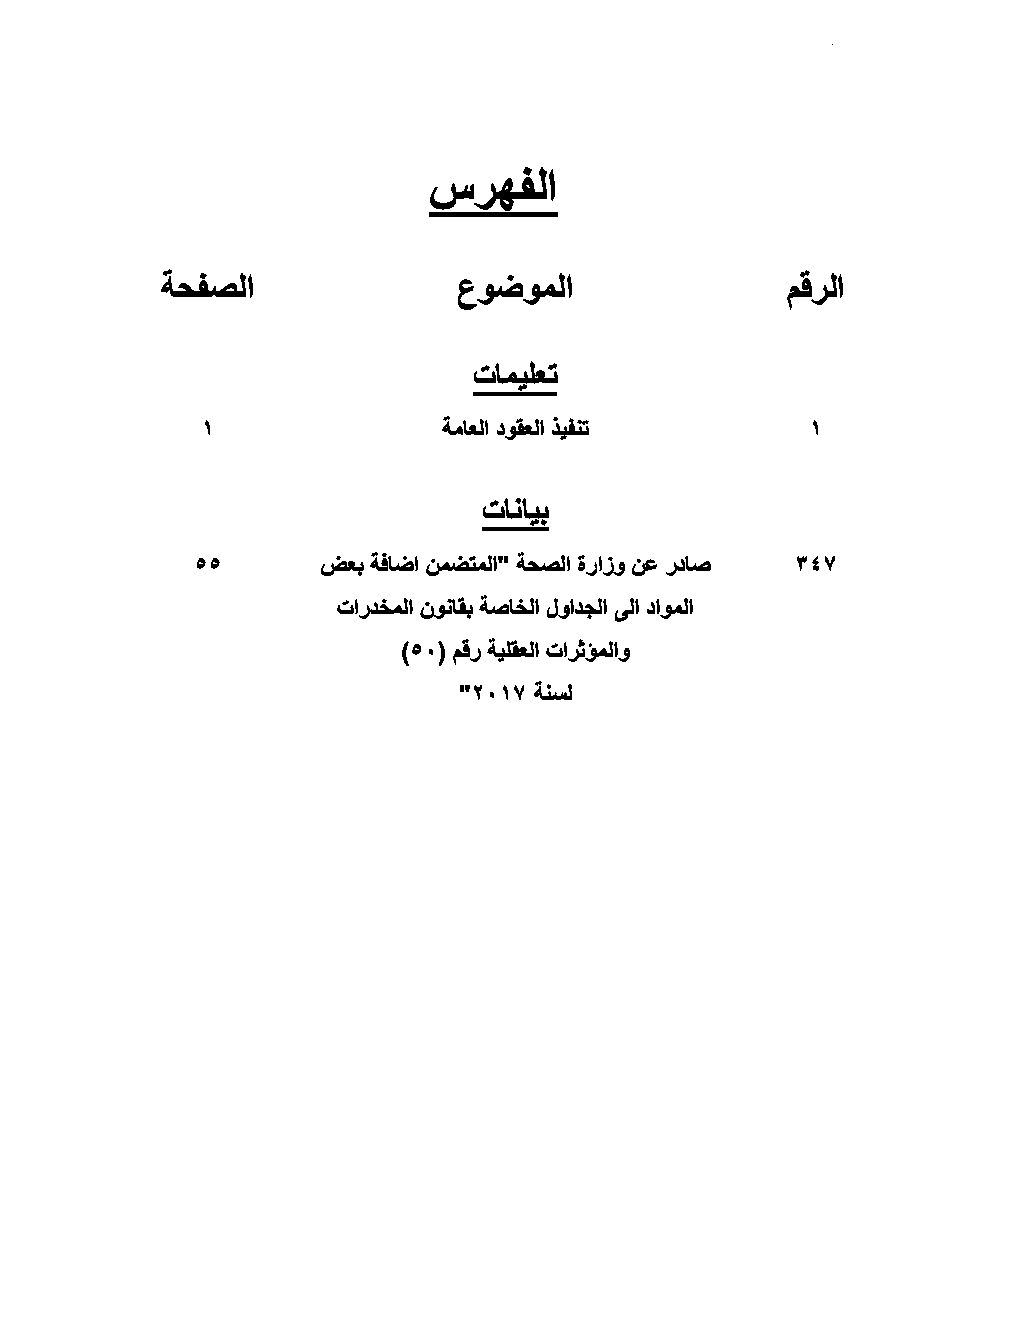 الفهرس
الرقم الموضوع الصفحة
تعليمات
١ تنفيذ العقود العامة ١
بيانات
٣٤٧ صادر عن وزارة الصحة "المتضمن اضافة بعض ٥٥
المواد الى الجداول الخاصة بقانون المخدرات
والمؤثرات العقلية رقم (٥٠)
لسنة ٢٠١٧"